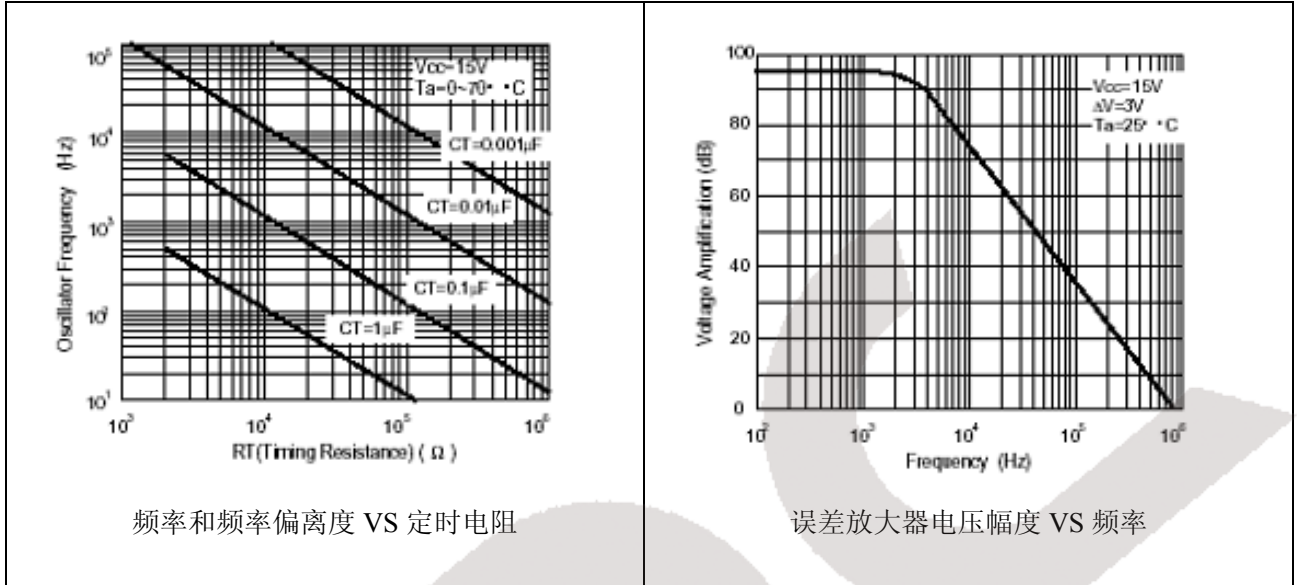 Oscillator Frequency (Hz)
10⁵
10⁴
10³
10²
10¹
Vcc=15V
Ta=0~70• •C
CT=0.001μF
CT=0.01μF
CT=0.1μF
CT=1μF
10³ 10⁴ 10⁵ 10⁶
RT(Timing Resistance) ( Ω )
频率和频率偏离度 VS 定时电阻
Voltage Amplification (dB)
100
80
60
40
20
0
Vcc=15V
ΔV=3V
Ta=25• •C
10² 10³ 10⁴ 10⁵ 10⁶
Frequency (Hz)
误差放大器电压幅度 VS 频率